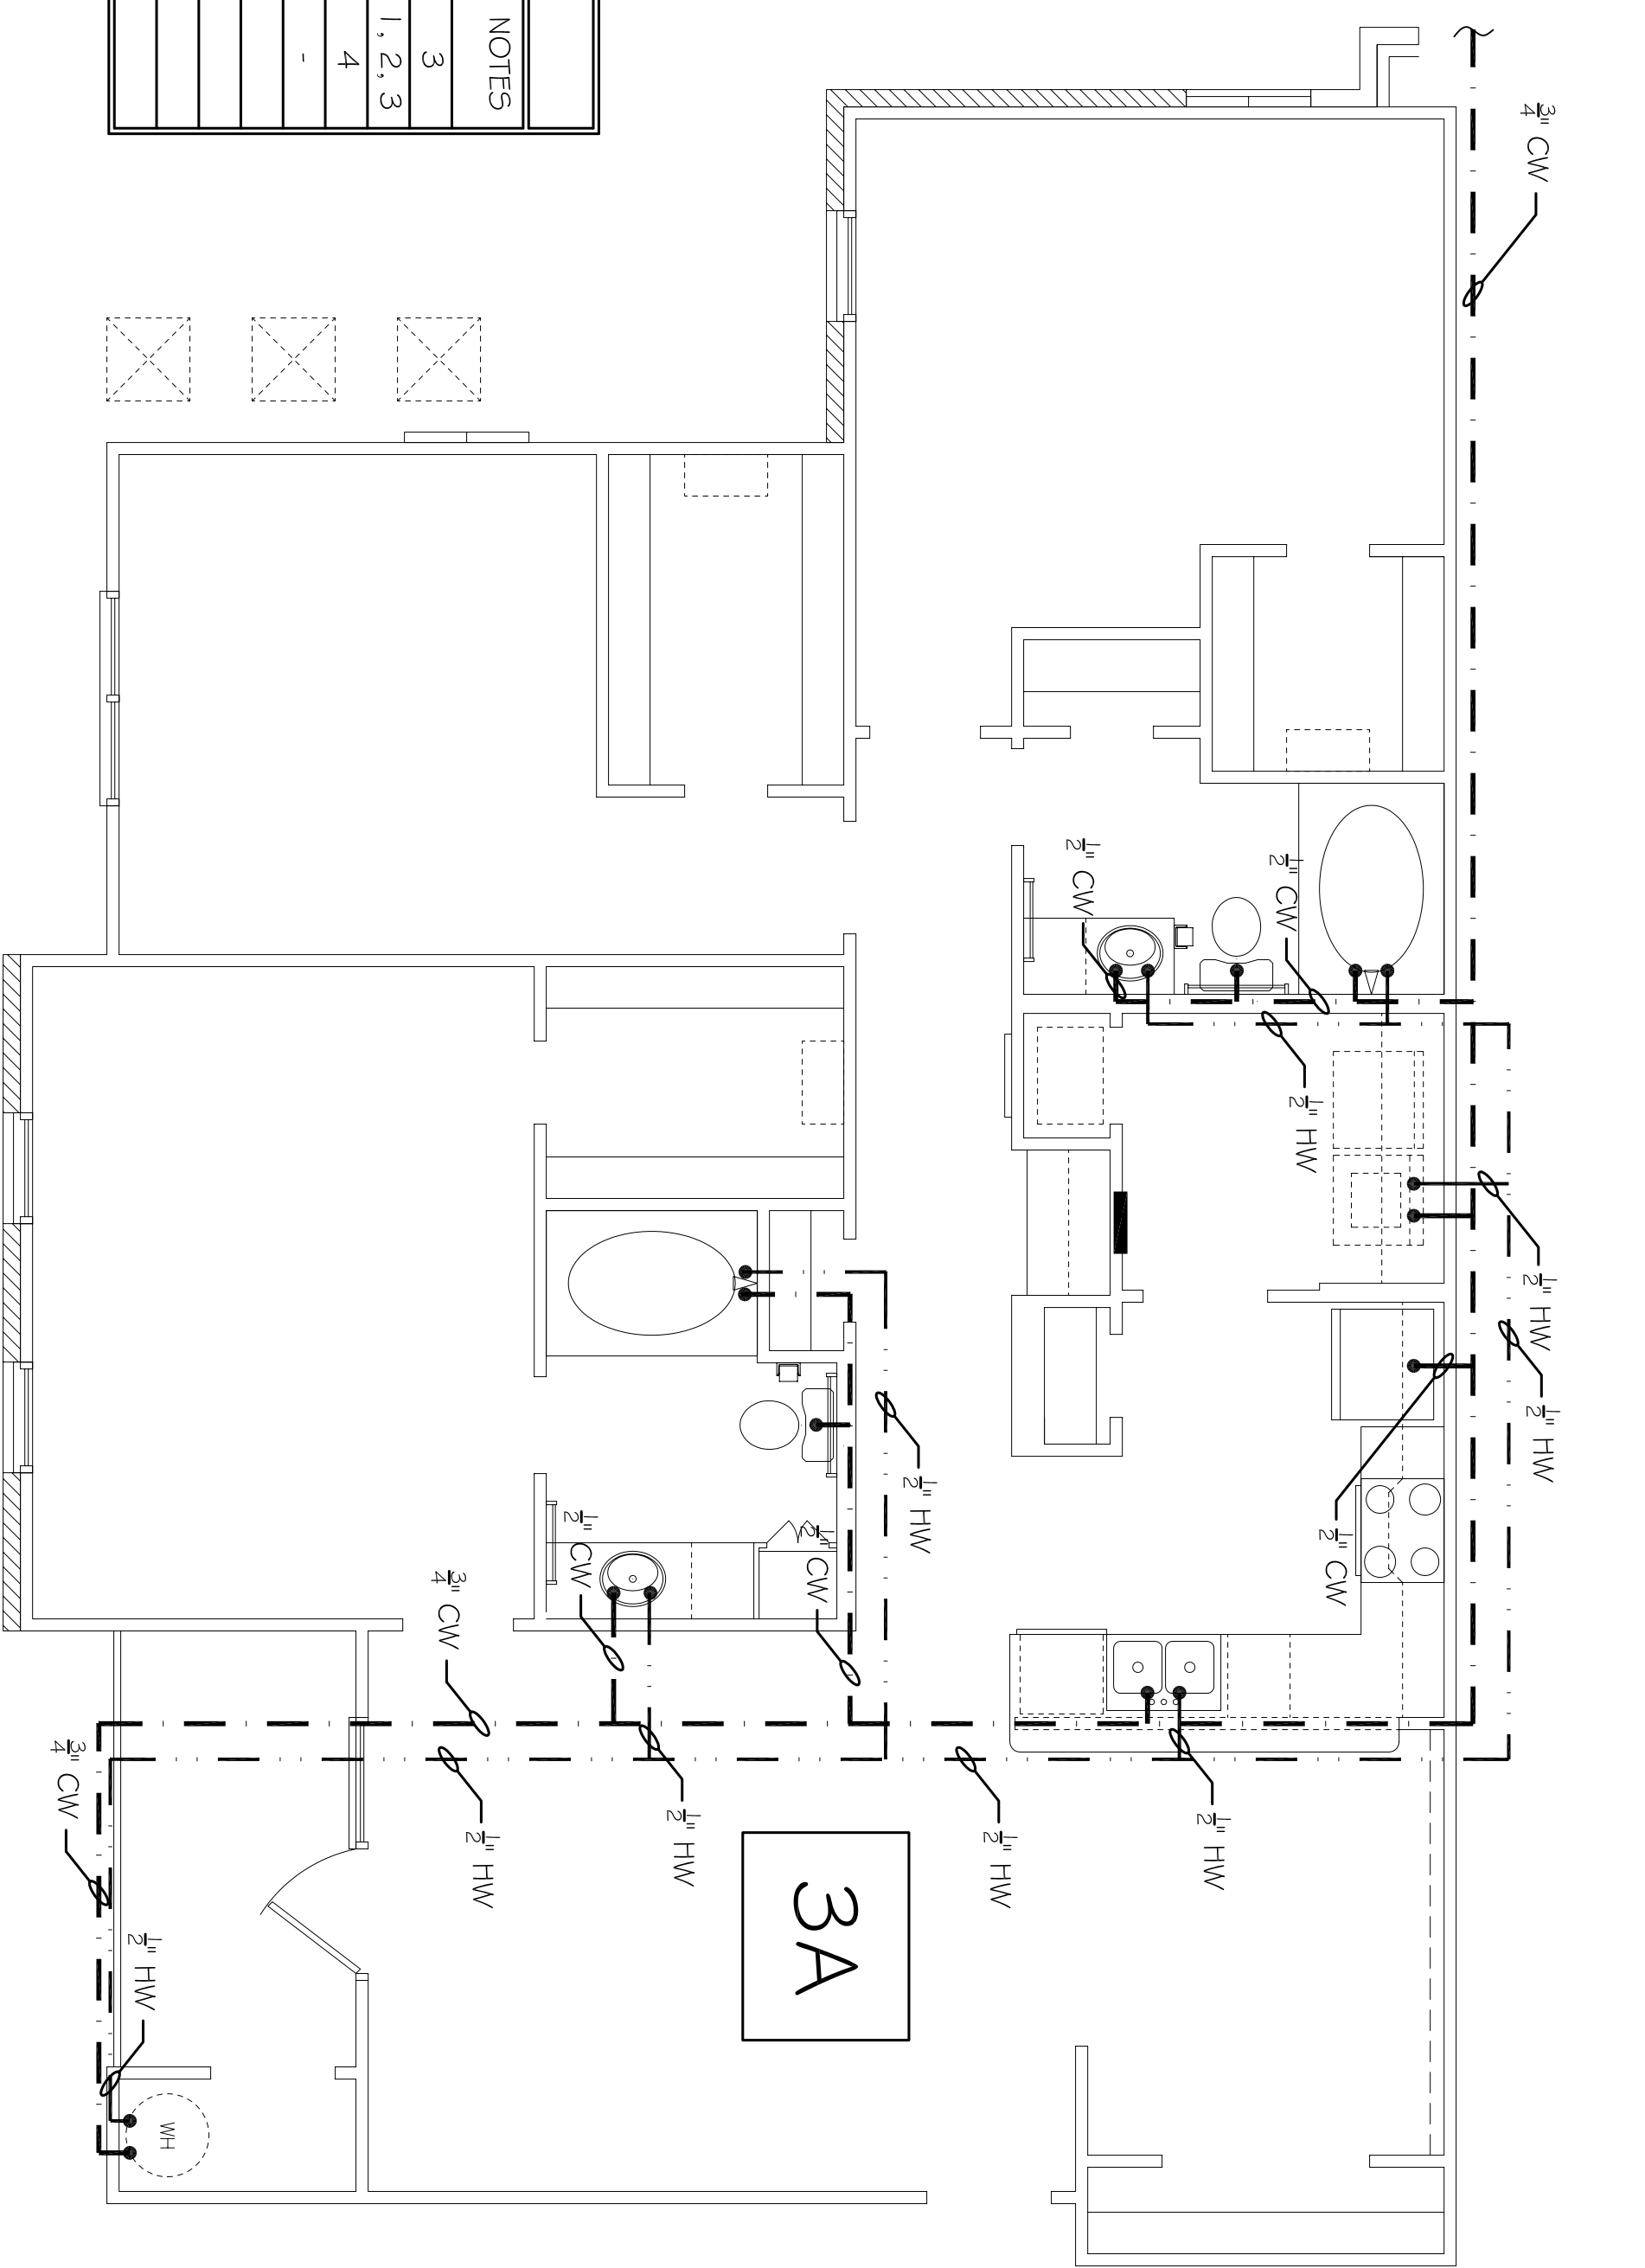 NOTES
3
1, 2, 3
4
-
3/4" CW
1/2" CW
1/2" CW
1/2" HW
1/2" HW
1/2" HW
1/2" CW
1/2" HW
1/2" CW
1/2" CW
3/4" CW
3/4" CW
1/2" HW
1/2" HW
1/2" HW
1/2" HW
1/2" HW
3A
WH